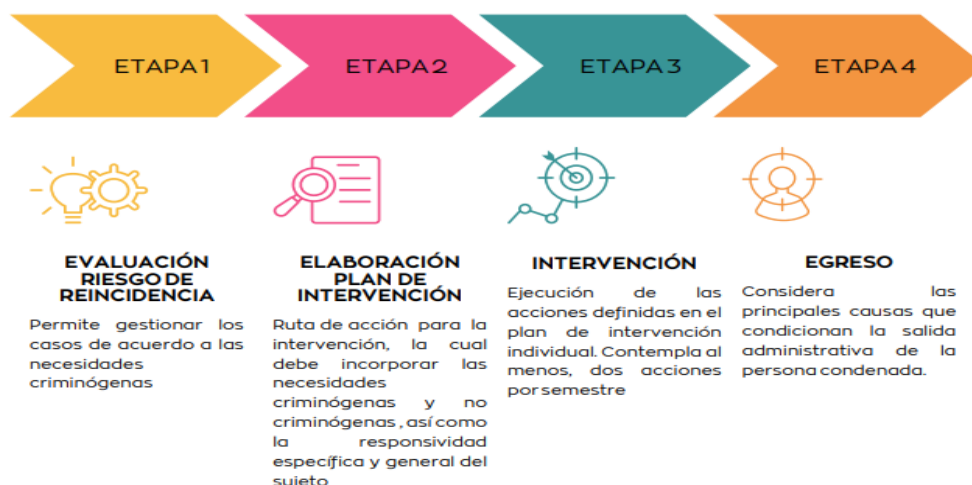 ETAPA 1
ETAPA 2
ETAPA 3
ETAPA 4
EVALUACIÓN
RIESGO DE
REINCIDENCIA
Permite gestionar los
casos de acuerdo a las
necesidades
criminógenas
ELABORACIÓN
PLAN DE
INTERVENCIÓN
Ruta de acción para la
intervención, la cual
debe incorporar las
necesidades
criminógenas y no
criminógenas , así como
la responsividad
específica y general del
sujeto
INTERVENCIÓN
Ejecución de las
acciones definidas en el
plan de intervención
individual. Contempla al
menos, dos acciones
por semestre
EGRESO
Considera las
principales causas que
condicionan la salida
administrativa de la
persona condenada.